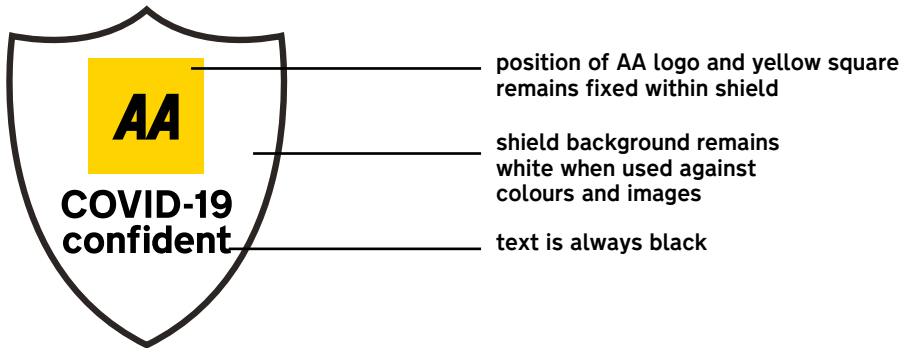 AA
COVID-19
confident
position of AA logo and yellow square
remains fixed within shield
shield background remains
white when used against
colours and images
text is always black